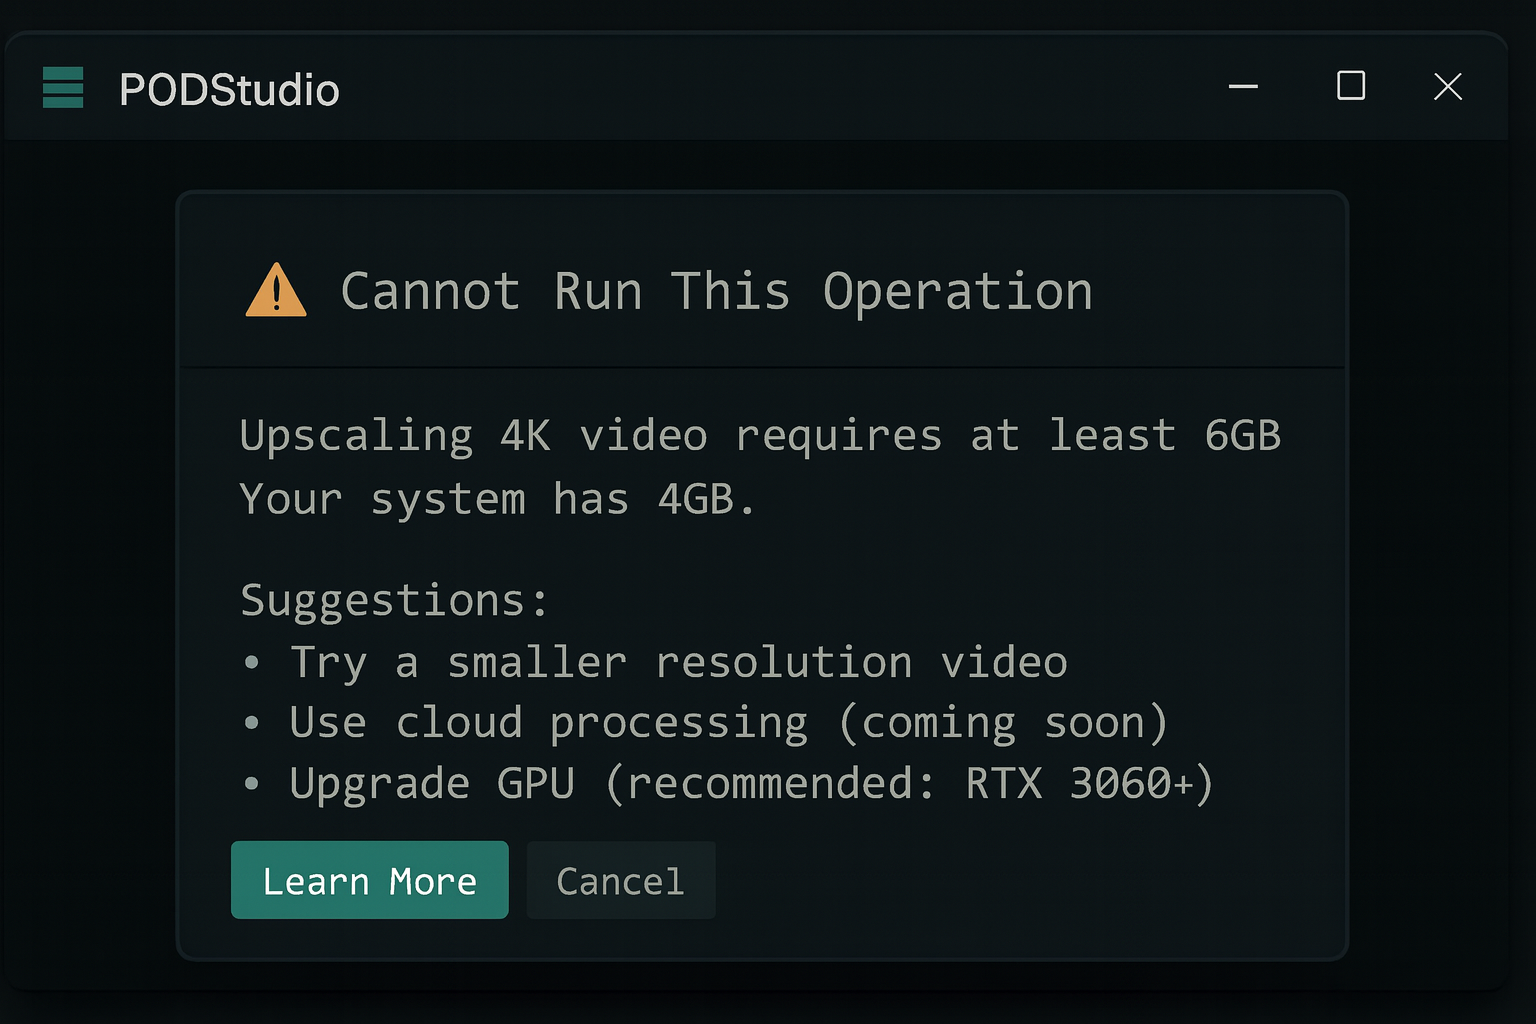 PODStudio
Cannot Run This Operation
Upscaling 4K video requires at least 6GB
Your system has 4GB.
Suggestions:
• Try a smaller resolution video
• Use cloud processing (coming soon)
• Upgrade GPU (recommended: RTX 3060+)
Learn More
Cancel